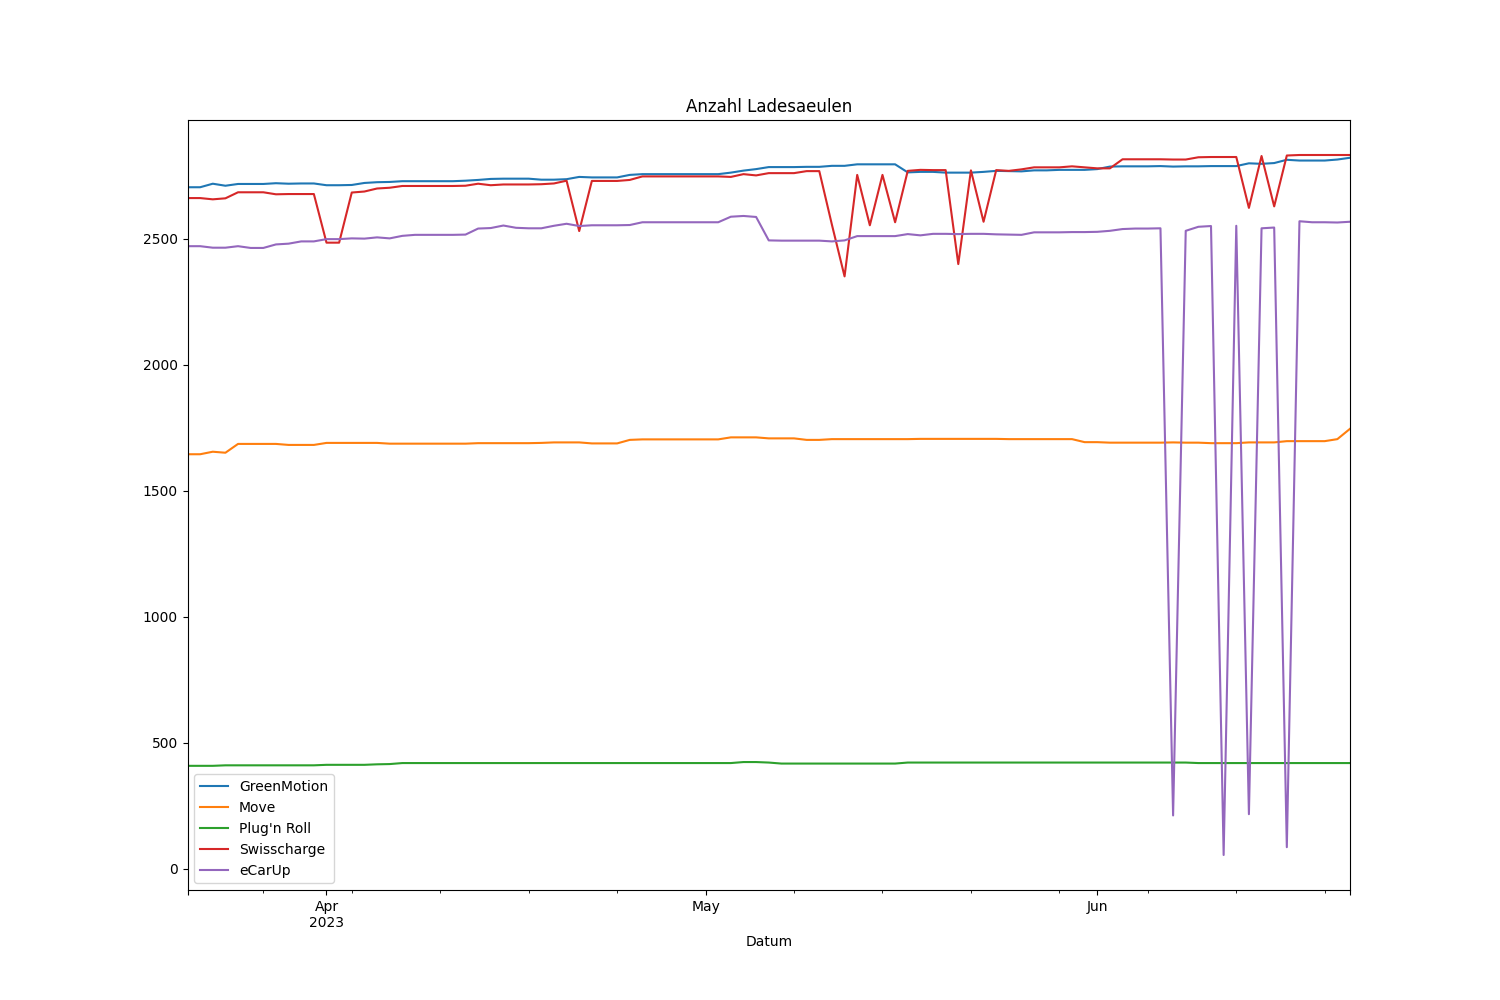 Anzahl Ladesaeulen
2500
2000
1500
1000
500
0
GreenMotion
Move
Plug'n Roll
Swisscharge
eCarUp
Apr
2023
May
Jun
Datum